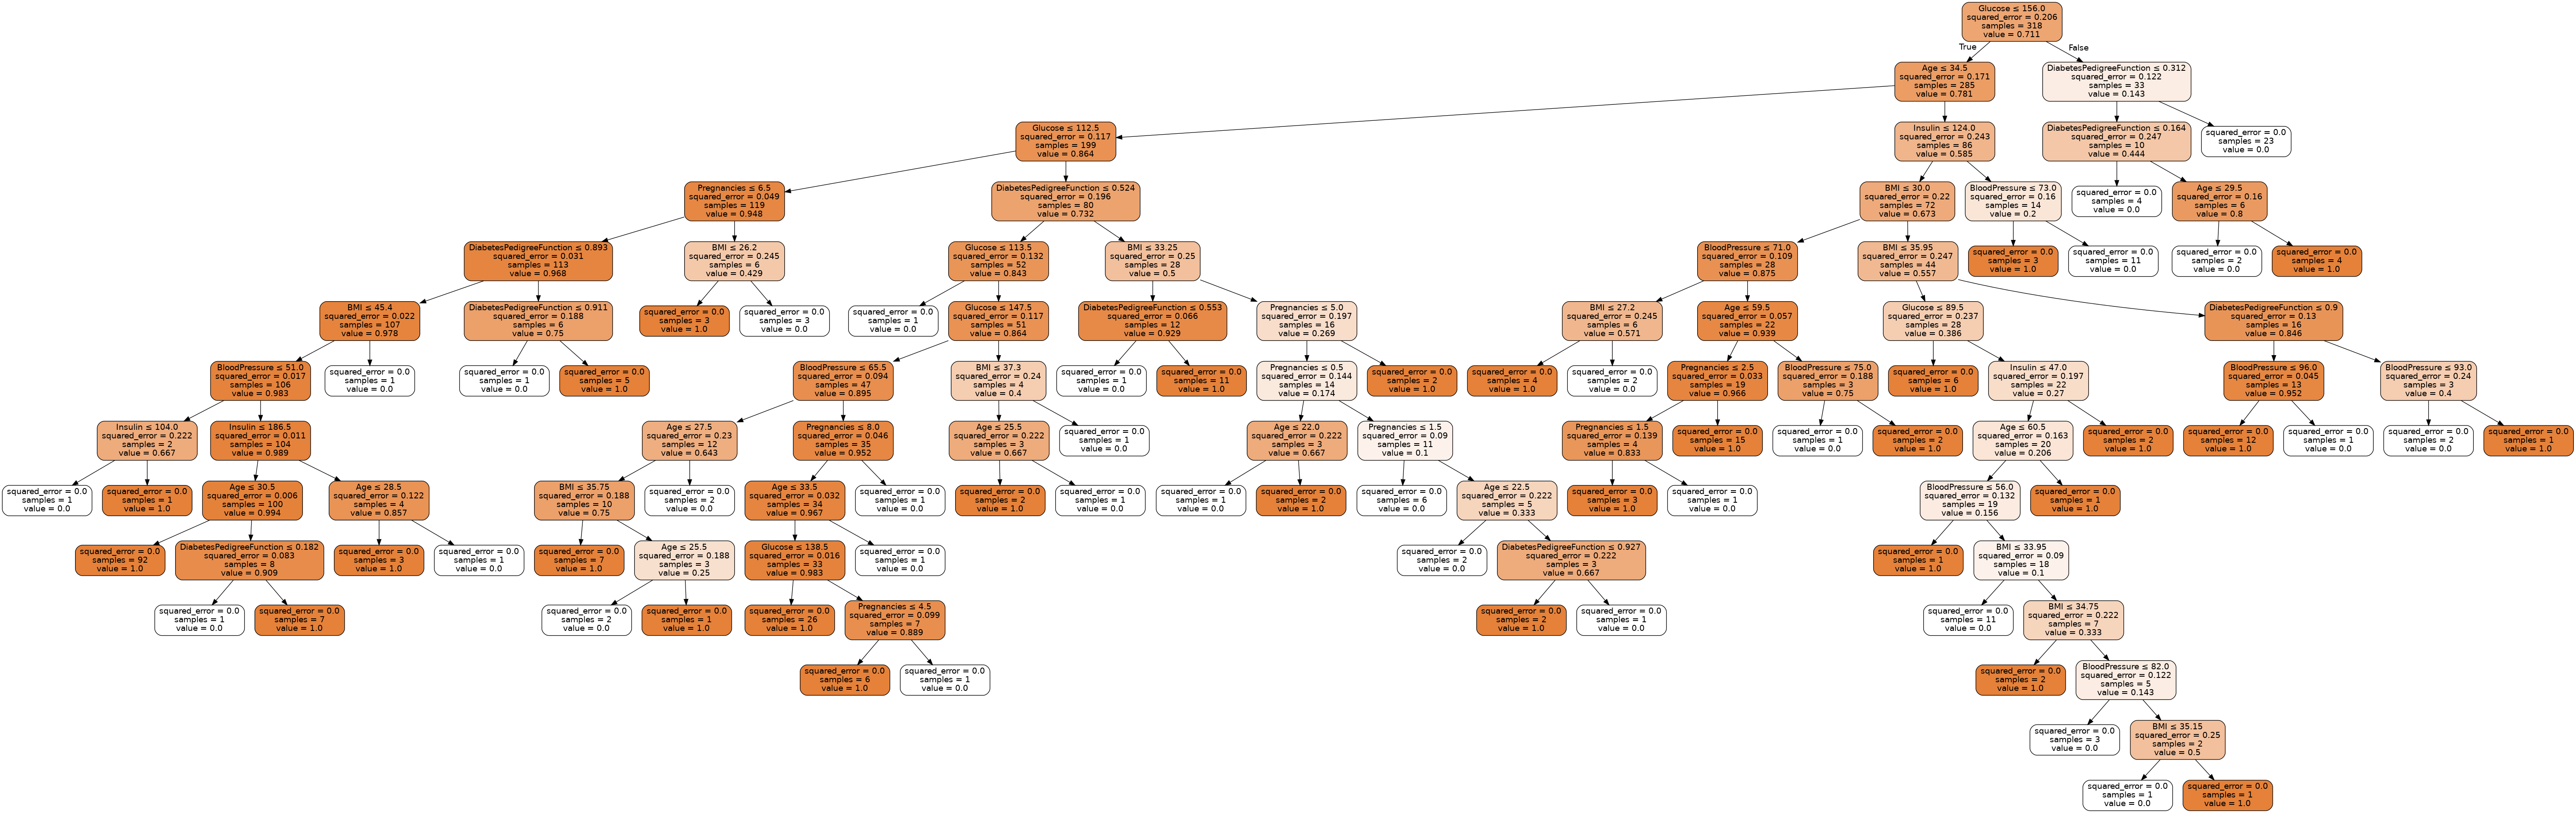 Glucose ≤ 156.0
squared_error = 0.206
samples = 318
value = 0.711
True
False
Age ≤ 34.5
squared_error = 0.171
samples = 285
value = 0.781
DiabetesPedigreeFunction ≤ 0.312
squared_error = 0.122
samples = 33
value = 0.143
Glucose ≤ 112.5
squared_error = 0.117
samples = 199
value = 0.864
Insulin ≤ 124.0
squared_error = 0.243
samples = 86
value = 0.585
DiabetesPedigreeFunction ≤ 0.164
squared_error = 0.247
samples = 10
value = 0.444
squared_error = 0.0
samples = 23
value = 0.0
Pregnancies ≤ 6.5
squared_error = 0.049
samples = 119
value = 0.948
DiabetesPedigreeFunction ≤ 0.524
squared_error = 0.196
samples = 80
value = 0.732
BMI ≤ 30.0
squared_error = 0.22
samples = 72
value = 0.673
BloodPressure ≤ 73.0
squared_error = 0.16
samples = 14
value = 0.2
squared_error = 0.0
samples = 4
value = 0.0
Age ≤ 29.5
squared_error = 0.16
samples = 6
value = 0.8
DiabetesPedigreeFunction ≤ 0.893
squared_error = 0.031
samples = 113
value = 0.968
BMI ≤ 26.2
squared_error = 0.245
samples = 6
value = 0.429
Glucose ≤ 113.5
squared_error = 0.132
samples = 52
value = 0.843
BMI ≤ 33.25
squared_error = 0.25
samples = 28
value = 0.5
BloodPressure ≤ 71.0
squared_error = 0.109
samples = 28
value = 0.875
BMI ≤ 35.95
squared_error = 0.247
samples = 44
value = 0.557
squared_error = 0.0
samples = 3
value = 1.0
squared_error = 0.0
samples = 11
value = 0.0
squared_error = 0.0
samples = 2
value = 0.0
squared_error = 0.0
samples = 4
value = 1.0
BMI ≤ 45.4
squared_error = 0.022
samples = 107
value = 0.978
DiabetesPedigreeFunction ≤ 0.911
squared_error = 0.188
samples = 6
value = 0.75
squared_error = 0.0
samples = 3
value = 1.0
squared_error = 0.0
samples = 3
value = 0.0
squared_error = 0.0
samples = 1
value = 0.0
Glucose ≤ 147.5
squared_error = 0.117
samples = 51
value = 0.864
DiabetesPedigreeFunction ≤ 0.553
squared_error = 0.066
samples = 12
value = 0.929
Pregnancies ≤ 5.0
squared_error = 0.197
samples = 16
value = 0.269
BMI ≤ 27.2
squared_error = 0.245
samples = 6
value = 0.571
Age ≤ 59.5
squared_error = 0.057
samples = 22
value = 0.939
Glucose ≤ 89.5
squared_error = 0.237
samples = 28
value = 0.386
DiabetesPedigreeFunction ≤ 0.9
squared_error = 0.13
samples = 16
value = 0.846
BloodPressure ≤ 51.0
squared_error = 0.017
samples = 106
value = 0.983
squared_error = 0.0
samples = 1
value = 0.0
squared_error = 0.0
samples = 1
value = 0.0
squared_error = 0.0
samples = 5
value = 1.0
BloodPressure ≤ 65.5
squared_error = 0.094
samples = 47
value = 0.895
BMI ≤ 37.3
squared_error = 0.24
samples = 4
value = 0.4
squared_error = 0.0
samples = 1
value = 0.0
squared_error = 0.0
samples = 11
value = 1.0
Pregnancies ≤ 0.5
squared_error = 0.144
samples = 14
value = 0.174
squared_error = 0.0
samples = 2
value = 1.0
squared_error = 0.0
samples = 4
value = 1.0
squared_error = 0.0
samples = 2
value = 0.0
Pregnancies ≤ 2.5
squared_error = 0.033
samples = 19
value = 0.966
BloodPressure ≤ 75.0
squared_error = 0.188
samples = 3
value = 0.75
squared_error = 0.0
samples = 6
value = 1.0
Insulin ≤ 47.0
squared_error = 0.197
samples = 22
value = 0.27
BloodPressure ≤ 96.0
squared_error = 0.045
samples = 13
value = 0.952
BloodPressure ≤ 93.0
squared_error = 0.24
samples = 3
value = 0.4
Insulin ≤ 104.0
squared_error = 0.222
samples = 2
value = 0.667
Insulin ≤ 186.5
squared_error = 0.011
samples = 104
value = 0.989
Age ≤ 27.5
squared_error = 0.23
samples = 12
value = 0.643
Pregnancies ≤ 8.0
squared_error = 0.046
samples = 35
value = 0.952
Age ≤ 25.5
squared_error = 0.222
samples = 3
value = 0.667
squared_error = 0.0
samples = 1
value = 0.0
Age ≤ 22.0
squared_error = 0.222
samples = 3
value = 0.667
Pregnancies ≤ 1.5
squared_error = 0.09
samples = 11
value = 0.1
Pregnancies ≤ 1.5
squared_error = 0.139
samples = 4
value = 0.833
squared_error = 0.0
samples = 15
value = 1.0
squared_error = 0.0
samples = 1
value = 0.0
squared_error = 0.0
samples = 2
value = 1.0
Age ≤ 60.5
squared_error = 0.163
samples = 20
value = 0.206
squared_error = 0.0
samples = 2
value = 1.0
squared_error = 0.0
samples = 12
value = 1.0
squared_error = 0.0
samples = 1
value = 0.0
squared_error = 0.0
samples = 2
value = 0.0
squared_error = 0.0
samples = 1
value = 1.0
squared_error = 0.0
samples = 1
value = 0.0
squared_error = 0.0
samples = 1
value = 1.0
Age ≤ 30.5
squared_error = 0.006
samples = 100
value = 0.994
Age ≤ 28.5
squared_error = 0.122
samples = 4
value = 0.857
BMI ≤ 35.75
squared_error = 0.188
samples = 10
value = 0.75
squared_error = 0.0
samples = 2
value = 0.0
Age ≤ 33.5
squared_error = 0.032
samples = 34
value = 0.967
squared_error = 0.0
samples = 1
value = 0.0
squared_error = 0.0
samples = 2
value = 1.0
squared_error = 0.0
samples = 1
value = 0.0
squared_error = 0.0
samples = 1
value = 0.0
squared_error = 0.0
samples = 2
value = 1.0
squared_error = 0.0
samples = 6
value = 0.0
Age ≤ 22.5
squared_error = 0.222
samples = 5
value = 0.333
squared_error = 0.0
samples = 3
value = 1.0
squared_error = 0.0
samples = 1
value = 0.0
BloodPressure ≤ 56.0
squared_error = 0.132
samples = 19
value = 0.156
squared_error = 0.0
samples = 1
value = 1.0
squared_error = 0.0
samples = 92
value = 1.0
DiabetesPedigreeFunction ≤ 0.182
squared_error = 0.083
samples = 8
value = 0.909
squared_error = 0.0
samples = 3
value = 1.0
squared_error = 0.0
samples = 1
value = 0.0
squared_error = 0.0
samples = 7
value = 1.0
Age ≤ 25.5
squared_error = 0.188
samples = 3
value = 0.25
Glucose ≤ 138.5
squared_error = 0.016
samples = 33
value = 0.983
squared_error = 0.0
samples = 1
value = 0.0
squared_error = 0.0
samples = 2
value = 0.0
DiabetesPedigreeFunction ≤ 0.927
squared_error = 0.222
samples = 3
value = 0.667
squared_error = 0.0
samples = 1
value = 1.0
BMI ≤ 33.95
squared_error = 0.09
samples = 18
value = 0.1
squared_error = 0.0
samples = 1
value = 0.0
squared_error = 0.0
samples = 7
value = 1.0
squared_error = 0.0
samples = 2
value = 0.0
squared_error = 0.0
samples = 1
value = 1.0
squared_error = 0.0
samples = 26
value = 1.0
Pregnancies ≤ 4.5
squared_error = 0.099
samples = 7
value = 0.889
squared_error = 0.0
samples = 2
value = 1.0
squared_error = 0.0
samples = 1
value = 0.0
squared_error = 0.0
samples = 11
value = 0.0
BMI ≤ 34.75
squared_error = 0.222
samples = 7
value = 0.333
squared_error = 0.0
samples = 6
value = 1.0
squared_error = 0.0
samples = 1
value = 0.0
squared_error = 0.0
samples = 2
value = 1.0
BloodPressure ≤ 82.0
squared_error = 0.122
samples = 5
value = 0.143
squared_error = 0.0
samples = 3
value = 0.0
BMI ≤ 35.15
squared_error = 0.25
samples = 2
value = 0.5
squared_error = 0.0
samples = 1
value = 0.0
squared_error = 0.0
samples = 1
value = 1.0